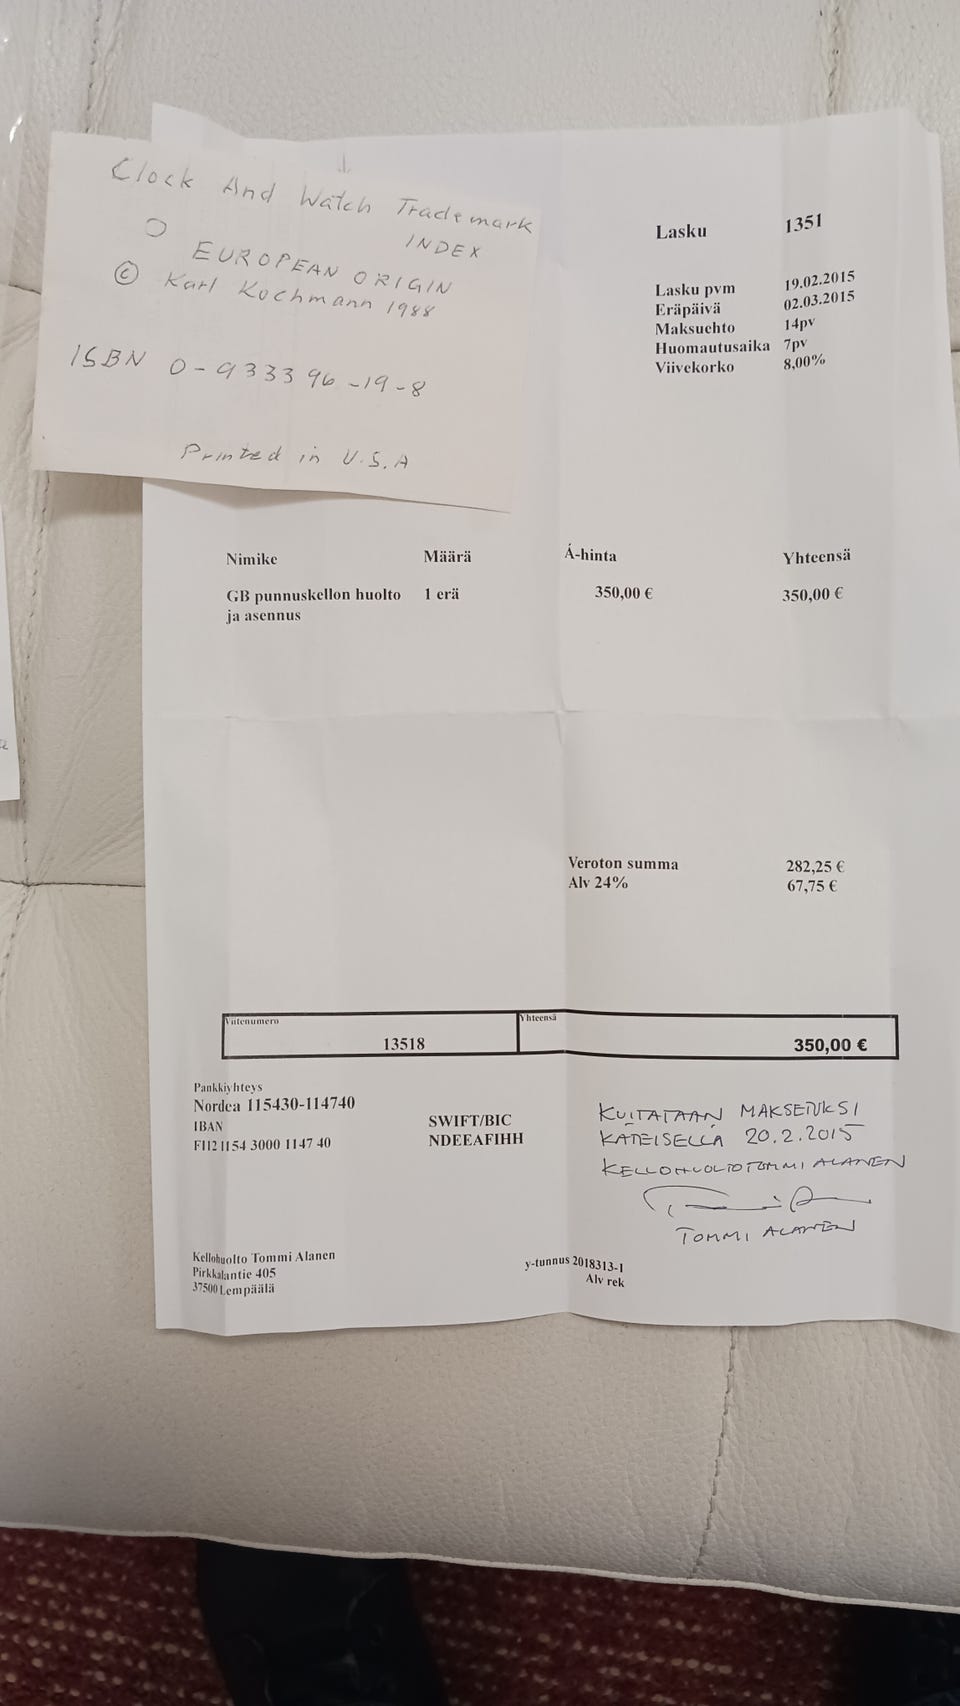 Clock And Watch Trademark
INDEX
EUROPEAN ORIGIN
© Karl Kochmann 1988
ISBN 0-933396-19-8
Printed in U.S.A
Lasku 1351
Lasku pvm 19.02.2015
Eräpäivä 02.03.2015
Maksuehto 14pv
Huomautusaika 7pv
Viivekorko 8,00%
Nimike Määrä Á-hinta Yhteensä
GB punnuskellon huolto 1 erä 350,00 € 350,00 €
ja asennus
Veroton summa 282,25 €
Alv 24% 67,75 €
Viitenumero Yhteensä
13518 350,00 €
Pankkiyhteys
Nordea 115430-114740
IBAN SWIFT/BIC
FI12 1154 3000 1147 40 NDEEAFIHH
KUITATAAN MAKSETUKSI
KÄTEISELLÄ 20.2.2015
KELLOHUOLTO TOMMI ALANEN
TOMMI ALANEN
Kellohuolto Tommi Alanen
Pirkkalantie 405
37500 Lempäälä
y-tunnus 2018313-1
Alv rek